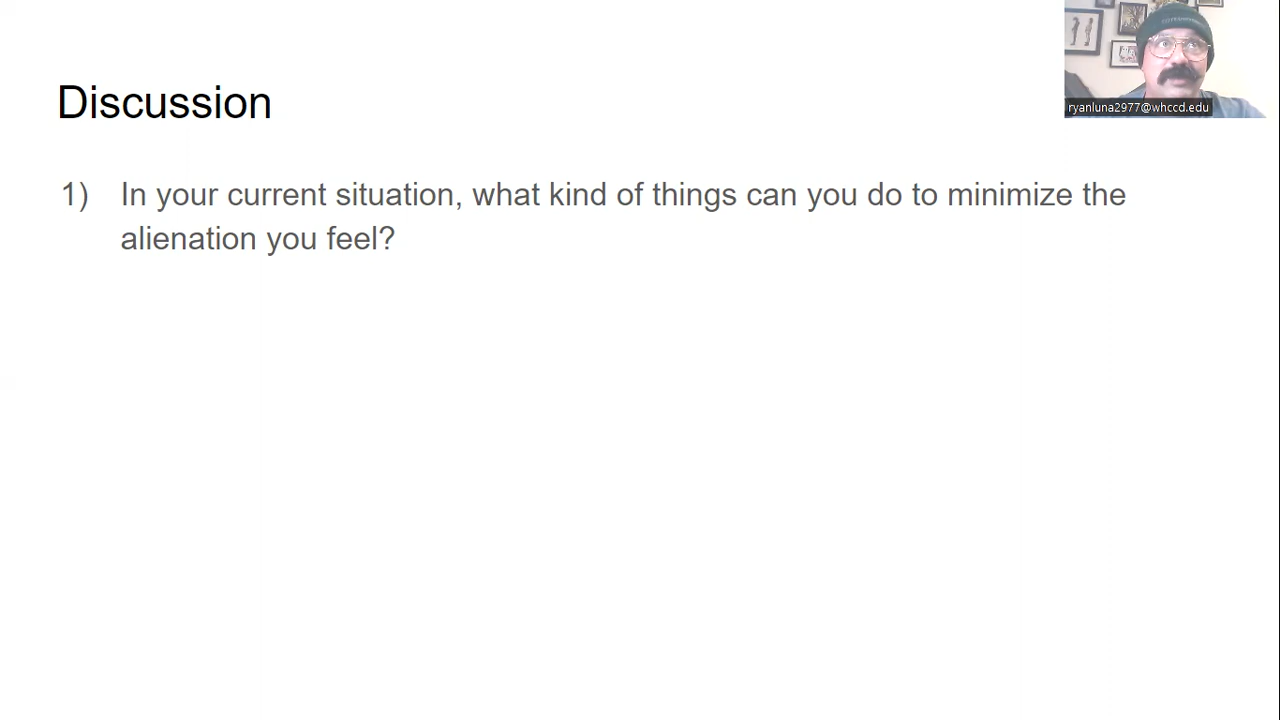 Discussion
1) In your current situation, what kind of things can you do to minimize the
alienation you feel?
ryanluna2977@whccd.edu